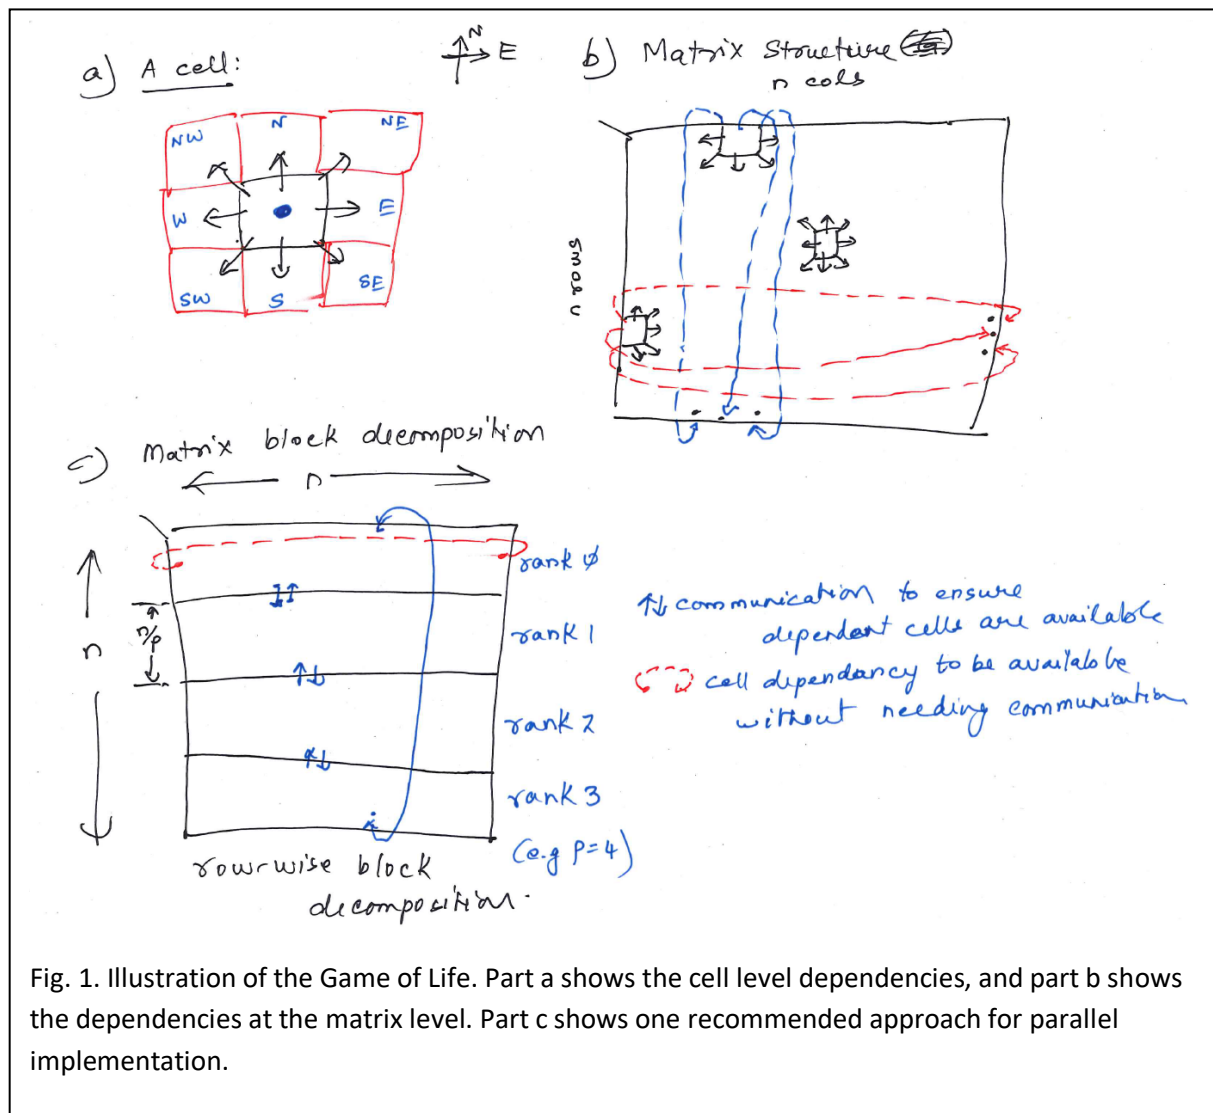 a) A cell:
N
E
NW
N
NE
W
E
SW
S
SE
b) Matrix Structure
n cols
n rows
c) Matrix block decomposition
n
n
n/p
rank 0
rank 1
rank 2
rank 3
(e.g P=4)
row-wise block
decomposition.
↑↓ communication to ensure
dependent cells are available
cell dependancy to be available
without needing communication
Fig. 1. Illustration of the Game of Life. Part a shows the cell level dependencies, and part b shows
the dependencies at the matrix level. Part c shows one recommended approach for parallel
implementation.